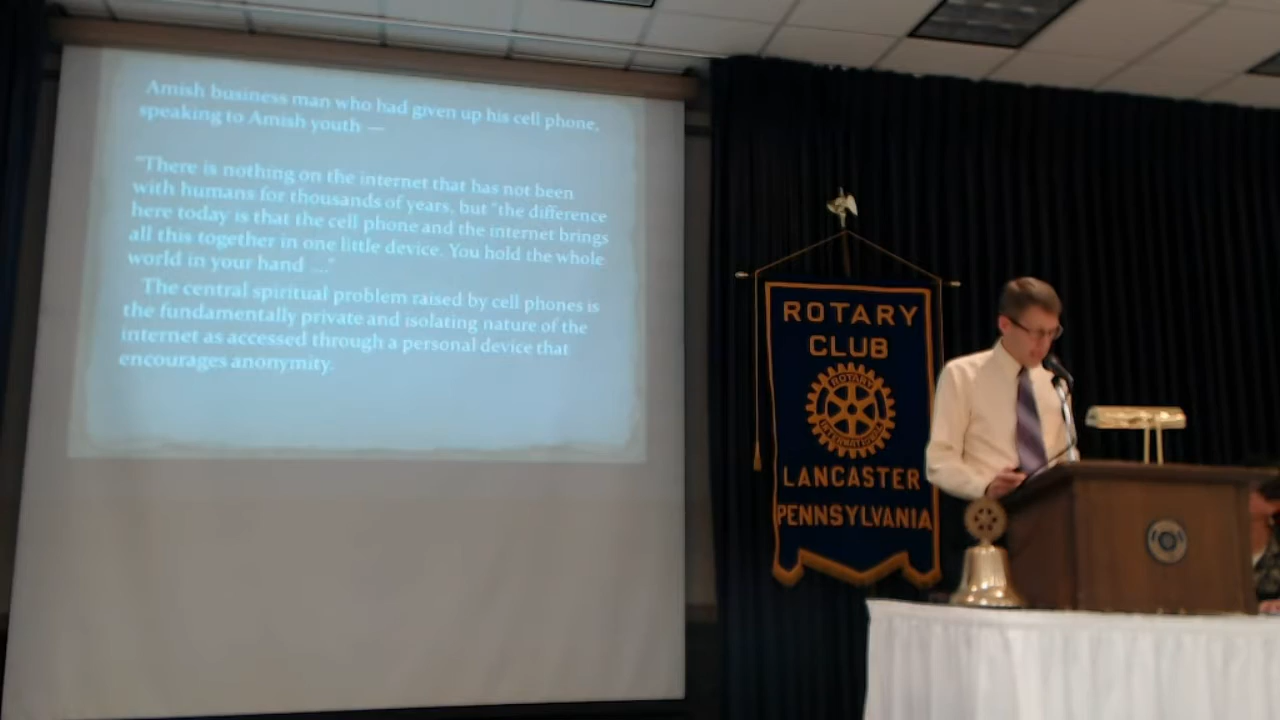 Amish business man who had given up his cell phone,
speaking to Amish youth —
"There is nothing on the internet that has not been
with humans for thousands of years, but "the difference
here today is that the cell phone and the internet brings
all this together in one little device. You hold the whole
world in your hand ..."
The central spiritual problem raised by cell phones is
the fundamentally private and isolating nature of the
internet as accessed through a personal device that
encourages anonymity.
ROTARY
CLUB
ROTARY
INTERNATIONAL
LANCASTER
PENNSYLVANIA